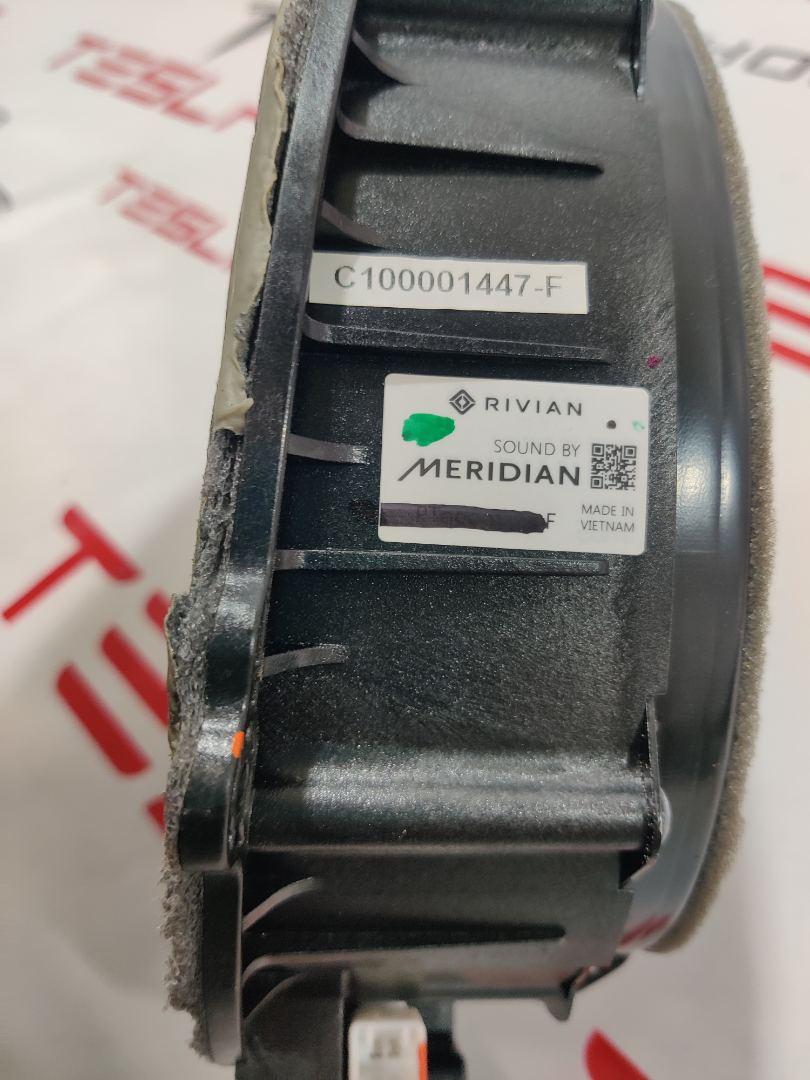 TESLA
TESLA
C100001447-F
RIVIAN
SOUND BY
MERIDIAN
F
MADE IN
VIETNAM